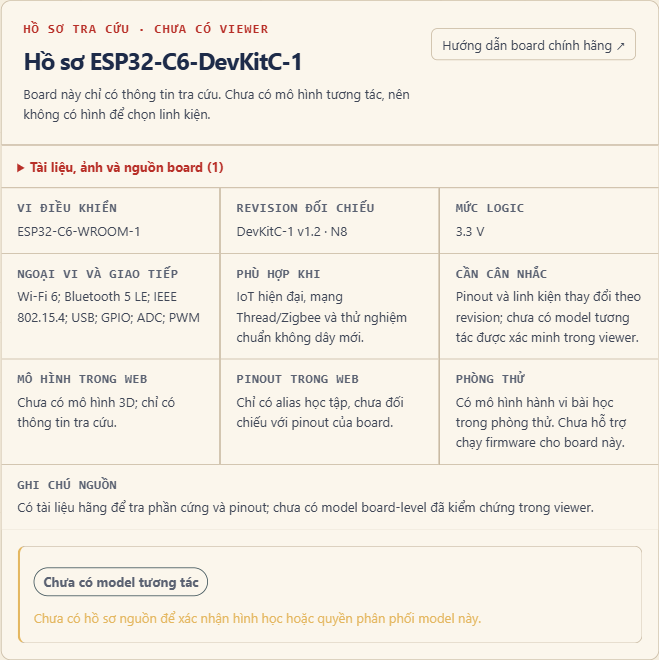 HỒ SƠ TRA CỨU · CHƯA CÓ VIEWER
Hồ sơ ESP32-C6-DevKitC-1
Hướng dẫn board chính hãng ↗
Board này chỉ có thông tin tra cứu. Chưa có mô hình tương tác, nên
không có hình để chọn linh kiện.
▶ Tài liệu, ảnh và nguồn board (1)
VI ĐIỀU KHIỂN
ESP32-C6-WROOM-1
REVISION ĐỐI CHIẾU
DevKitC-1 v1.2 · N8
MỨC LOGIC
3.3 V
NGOẠI VI VÀ GIAO TIẾP
Wi-Fi 6; Bluetooth 5 LE; IEEE
802.15.4; USB; GPIO; ADC; PWM
PHÙ HỢP KHI
IoT hiện đại, mạng
Thread/Zigbee và thử nghiệm
chuẩn không dây mới.
CẦN CÂN NHẮC
Pinout và linh kiện thay đổi theo
revision; chưa có model tương
tác được xác minh trong viewer.
MÔ HÌNH TRONG WEB
Chưa có mô hình 3D; chỉ có
thông tin tra cứu.
PINOUT TRONG WEB
Chỉ có alias học tập, chưa đối
chiếu với pinout của board.
PHÒNG THỬ
Có mô hình hành vi bài học
trong phòng thử. Chưa hỗ trợ
chạy firmware cho board này.
GHI CHÚ NGUỒN
Có tài liệu hãng để tra phần cứng và pinout; chưa có model board-level đã kiểm chứng trong viewer.
Chưa có model tương tác
Chưa có hồ sơ nguồn để xác nhận hình học hoặc quyền phân phối model này.